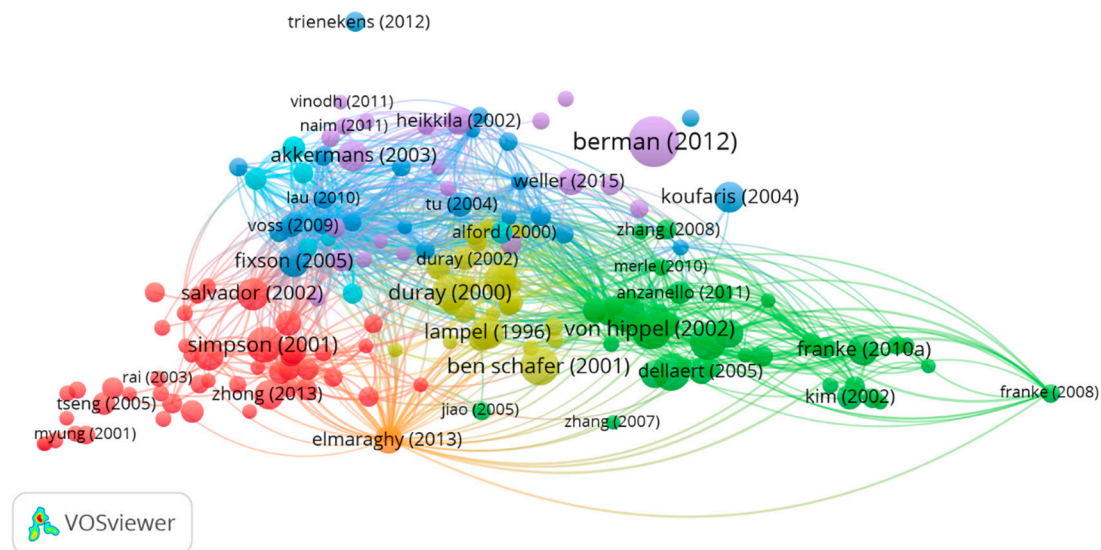 trienekens (2012)
vinodh (2011)
heikkila (2002)
naim (2011)
berman (2012)
akkermans (2003)
weller (2015)
koufaris (2004)
lau (2010)
tu (2004)
voss (2009)
alford (2000)
zhang (2008)
fixson (2005)
duray (2002)
merle (2010)
salvador (2002)
duray (2000)
anzanello (2011)
lampel (1996)
von hippel (2002)
simpson (2001)
franke (2010a)
ben schafer (2001)
dellaert (2005)
rai (2003)
zhong (2013)
kim (2002)
franke (2008)
tseng (2005)
jiao (2005)
zhang (2007)
myung (2001)
elmaraghy (2013)
VOSviewer